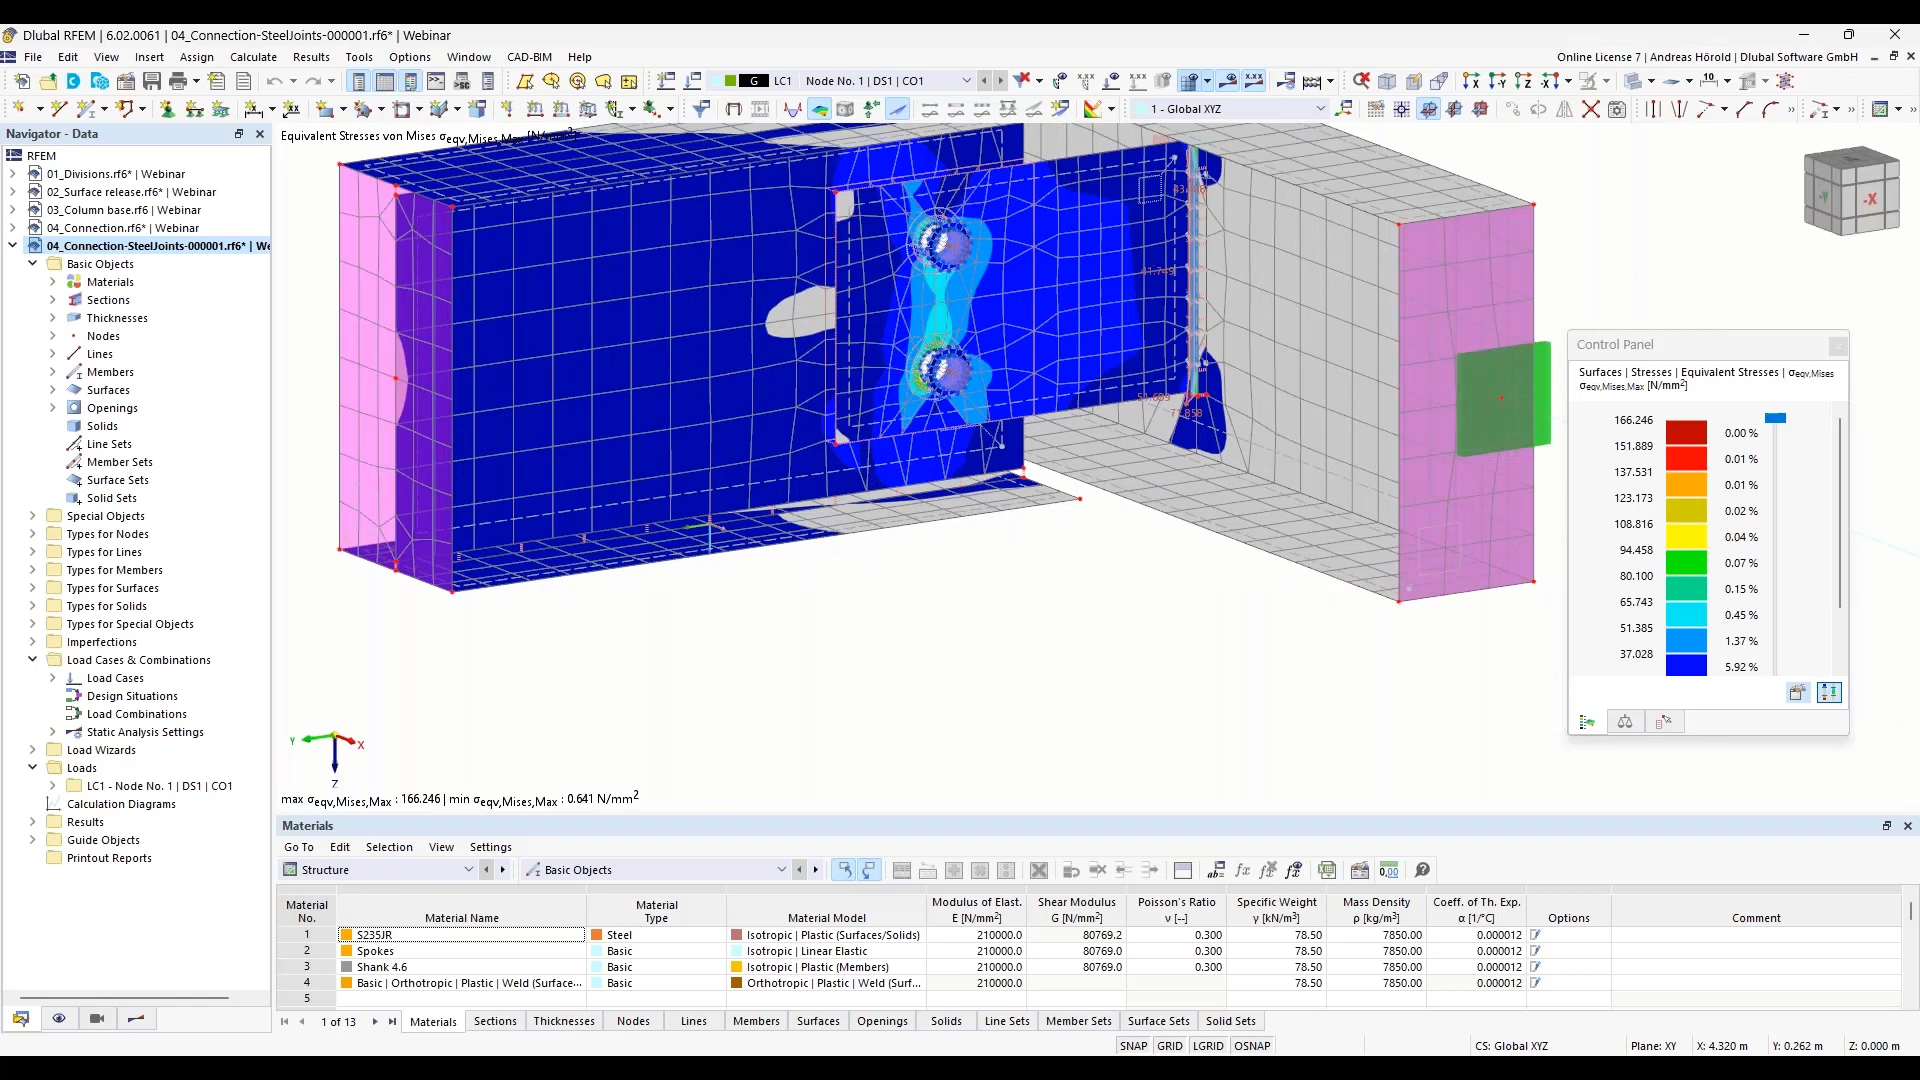 Dlubal RFEM | 6.02.0061 | 04_Connection-SteelJoints-000001.rf6* | Webinar
File Edit View Insert Assign Calculate Results Tools Options Window CAD-BIM Help
Online License 7 | Andreas Hörold | Dlubal Software GmbH
G LC1 Node No. 1 | DS1 | CO1
1 - Global XYZ
Navigator - Data
RFEM
01_Divisions.rf6* | Webinar
02_Surface release.rf6* | Webinar
03_Column base.rf6 | Webinar
04_Connection.rf6* | Webinar
04_Connection-SteelJoints-000001.rf6* | We
Basic Objects
Materials
Sections
Thicknesses
Nodes
Lines
Members
Surfaces
Openings
Solids
Line Sets
Member Sets
Surface Sets
Solid Sets
Special Objects
Types for Nodes
Types for Lines
Types for Members
Types for Surfaces
Types for Solids
Types for Special Objects
Imperfections
Load Cases & Combinations
Load Cases
Design Situations
Load Combinations
Static Analysis Settings
Load Wizards
Loads
LC1 - Node No. 1 | DS1 | CO1
Calculation Diagrams
Results
Guide Objects
Printout Reports
Equivalent Stresses von Mises σeqv,Mises,Max [N/mm²]
41.749
51.699
71.858
-X
Y X
Z
max σeqv,Mises,Max : 166.246 | min σeqv,Mises,Max : 0.641 N/mm²
Control Panel
Surfaces | Stresses | Equivalent Stresses | σeqv,Mises
σeqv,Mises,Max [N/mm²]
166.246
0.00 %
151.889
0.01 %
137.531
0.01 %
123.173
0.02 %
108.816
0.04 %
94.458
0.07 %
80.100
0.15 %
65.743
0.45 %
51.385
1.37 %
37.028
5.92 %
Materials
Go To Edit Selection View Settings
Structure Basic Objects
Material No. Material Name Material Type Material Model Modulus of Elast. E [N/mm²] Shear Modulus G [N/mm²] Poisson's Ratio ν [--] Specific Weight γ [kN/m³] Mass Density ρ [kg/m³] Coeff. of Th. Exp. α [1/°C] Options Comment
1 S235JR Steel Isotropic | Plastic (Surfaces/Solids) 210000.0 80769.2 0.300 78.50 7850.00 0.000012
2 Spokes Basic Isotropic | Linear Elastic 210000.0 80769.0 0.300 78.50 7850.00 0.000012
3 Shank 4.6 Basic Isotropic | Plastic (Members) 210000.0 80769.0 0.300 78.50 7850.00 0.000012
4 Basic | Orthotropic | Plastic | Weld (Surface... Basic Orthotropic | Plastic | Weld (Surf... 210000.0 78.50 7850.00 0.000012
5
1 of 13 Materials Sections Thicknesses Nodes Lines Members Surfaces Openings Solids Line Sets Member Sets Surface Sets Solid Sets
SNAP GRID LGRID OSNAP CS: Global XYZ Plane: XY X: 4.320 m Y: 0.262 m Z: 0.000 m